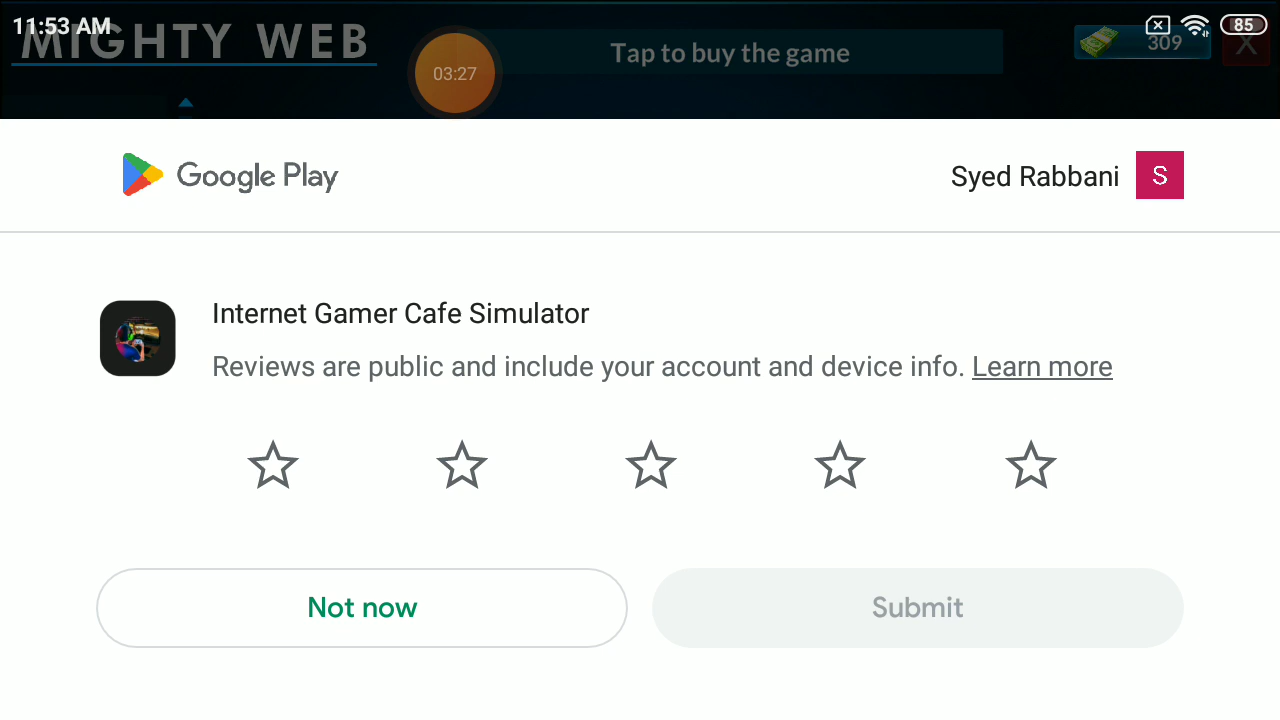 11:53 AM
85
MIGHTY WEB
03:27
Tap to buy the game
309
X
Google Play
Syed Rabbani
S
Internet Gamer Cafe Simulator
Reviews are public and include your account and device info. Learn more
Not now
Submit